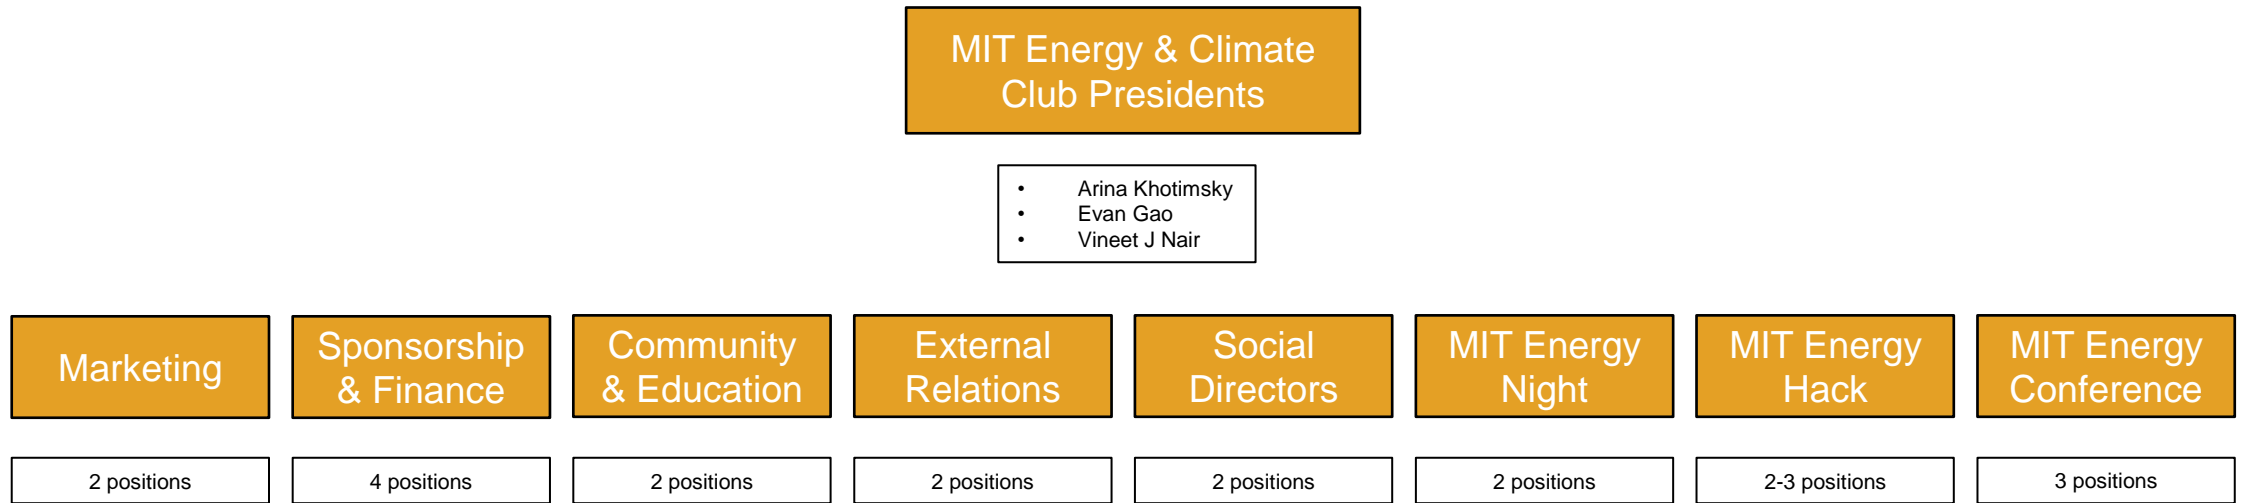 MIT Energy & Climate
Club Presidents
• Arina Khotimsky
• Evan Gao
• Vineet J Nair
Marketing
Sponsorship
& Finance
Community
& Education
External
Relations
Social
Directors
MIT Energy
Night
MIT Energy
Hack
MIT Energy
Conference
2 positions
4 positions
2 positions
2 positions
2 positions
2 positions
2-3 positions
3 positions